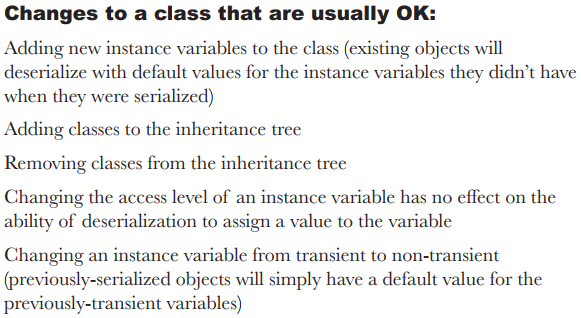 Changes to a class that are usually OK:
Adding new instance variables to the class (existing objects will
deserialize with default values for the instance variables they didn’t have
when they were serialized)
Adding classes to the inheritance tree
Removing classes from the inheritance tree
Changing the access level of an instance variable has no effect on the
ability of deserialization to assign a value to the variable
Changing an instance variable from transient to non-transient
(previously-serialized objects will simply have a default value for the
previously-transient variables)